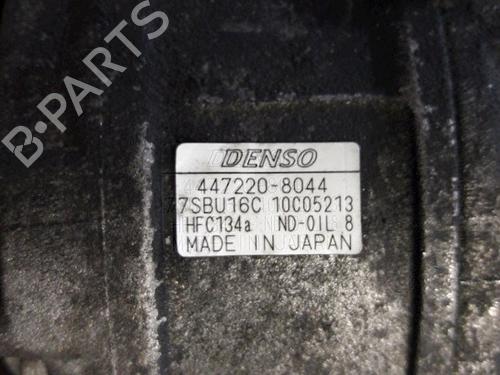 B-PARTS
DENSO
447220-8044
7SBU16C 10C05213
HFC134a ND-OIL 8
MADE IN JAPAN